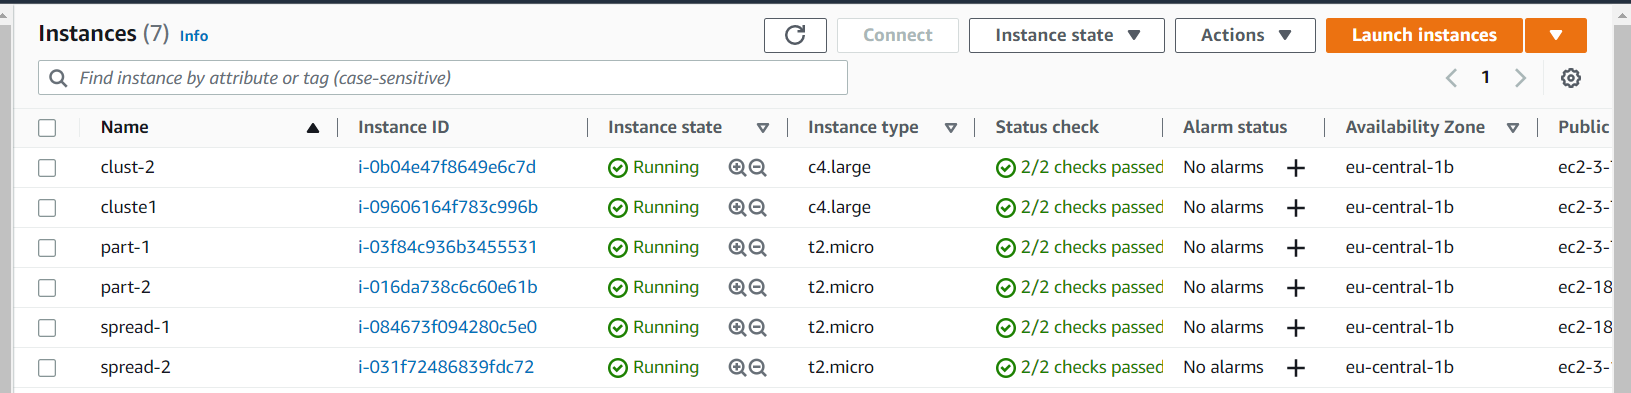 Instances (7) Info Connect Instance state Actions Launch instances
Find instance by attribute or tag (case-sensitive) 1
Name Instance ID Instance state Instance type Status check Alarm status Availability Zone Public
clust-2 i-0b04e47f8649e6c7d Running c4.large 2/2 checks passed No alarms eu-central-1b ec2-3-
cluste1 i-09606164f783c996b Running c4.large 2/2 checks passed No alarms eu-central-1b ec2-3-
part-1 i-03f84c936b3455531 Running t2.micro 2/2 checks passed No alarms eu-central-1b ec2-3-
part-2 i-016da738c6c60e61b Running t2.micro 2/2 checks passed No alarms eu-central-1b ec2-18
spread-1 i-084673f094280c5e0 Running t2.micro 2/2 checks passed No alarms eu-central-1b ec2-18
spread-2 i-031f72486839fdc72 Running t2.micro 2/2 checks passed No alarms eu-central-1b ec2-3-